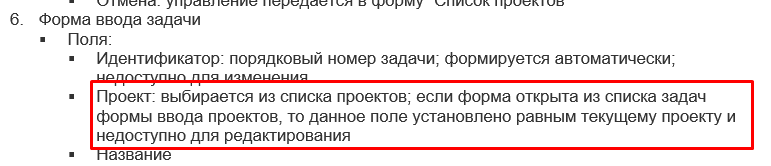 Отмена: управление передается в форму "Список проектов"
6. Форма ввода задачи
▪ Поля:
▪ Идентификатор: порядковый номер задачи; формируется автоматически;
недоступно для изменения
▪ Проект: выбирается из списка проектов; если форма открыта из списка задач
формы ввода проектов, то данное поле установлено равным текущему проекту и
недоступно для редактирования
▪ Название